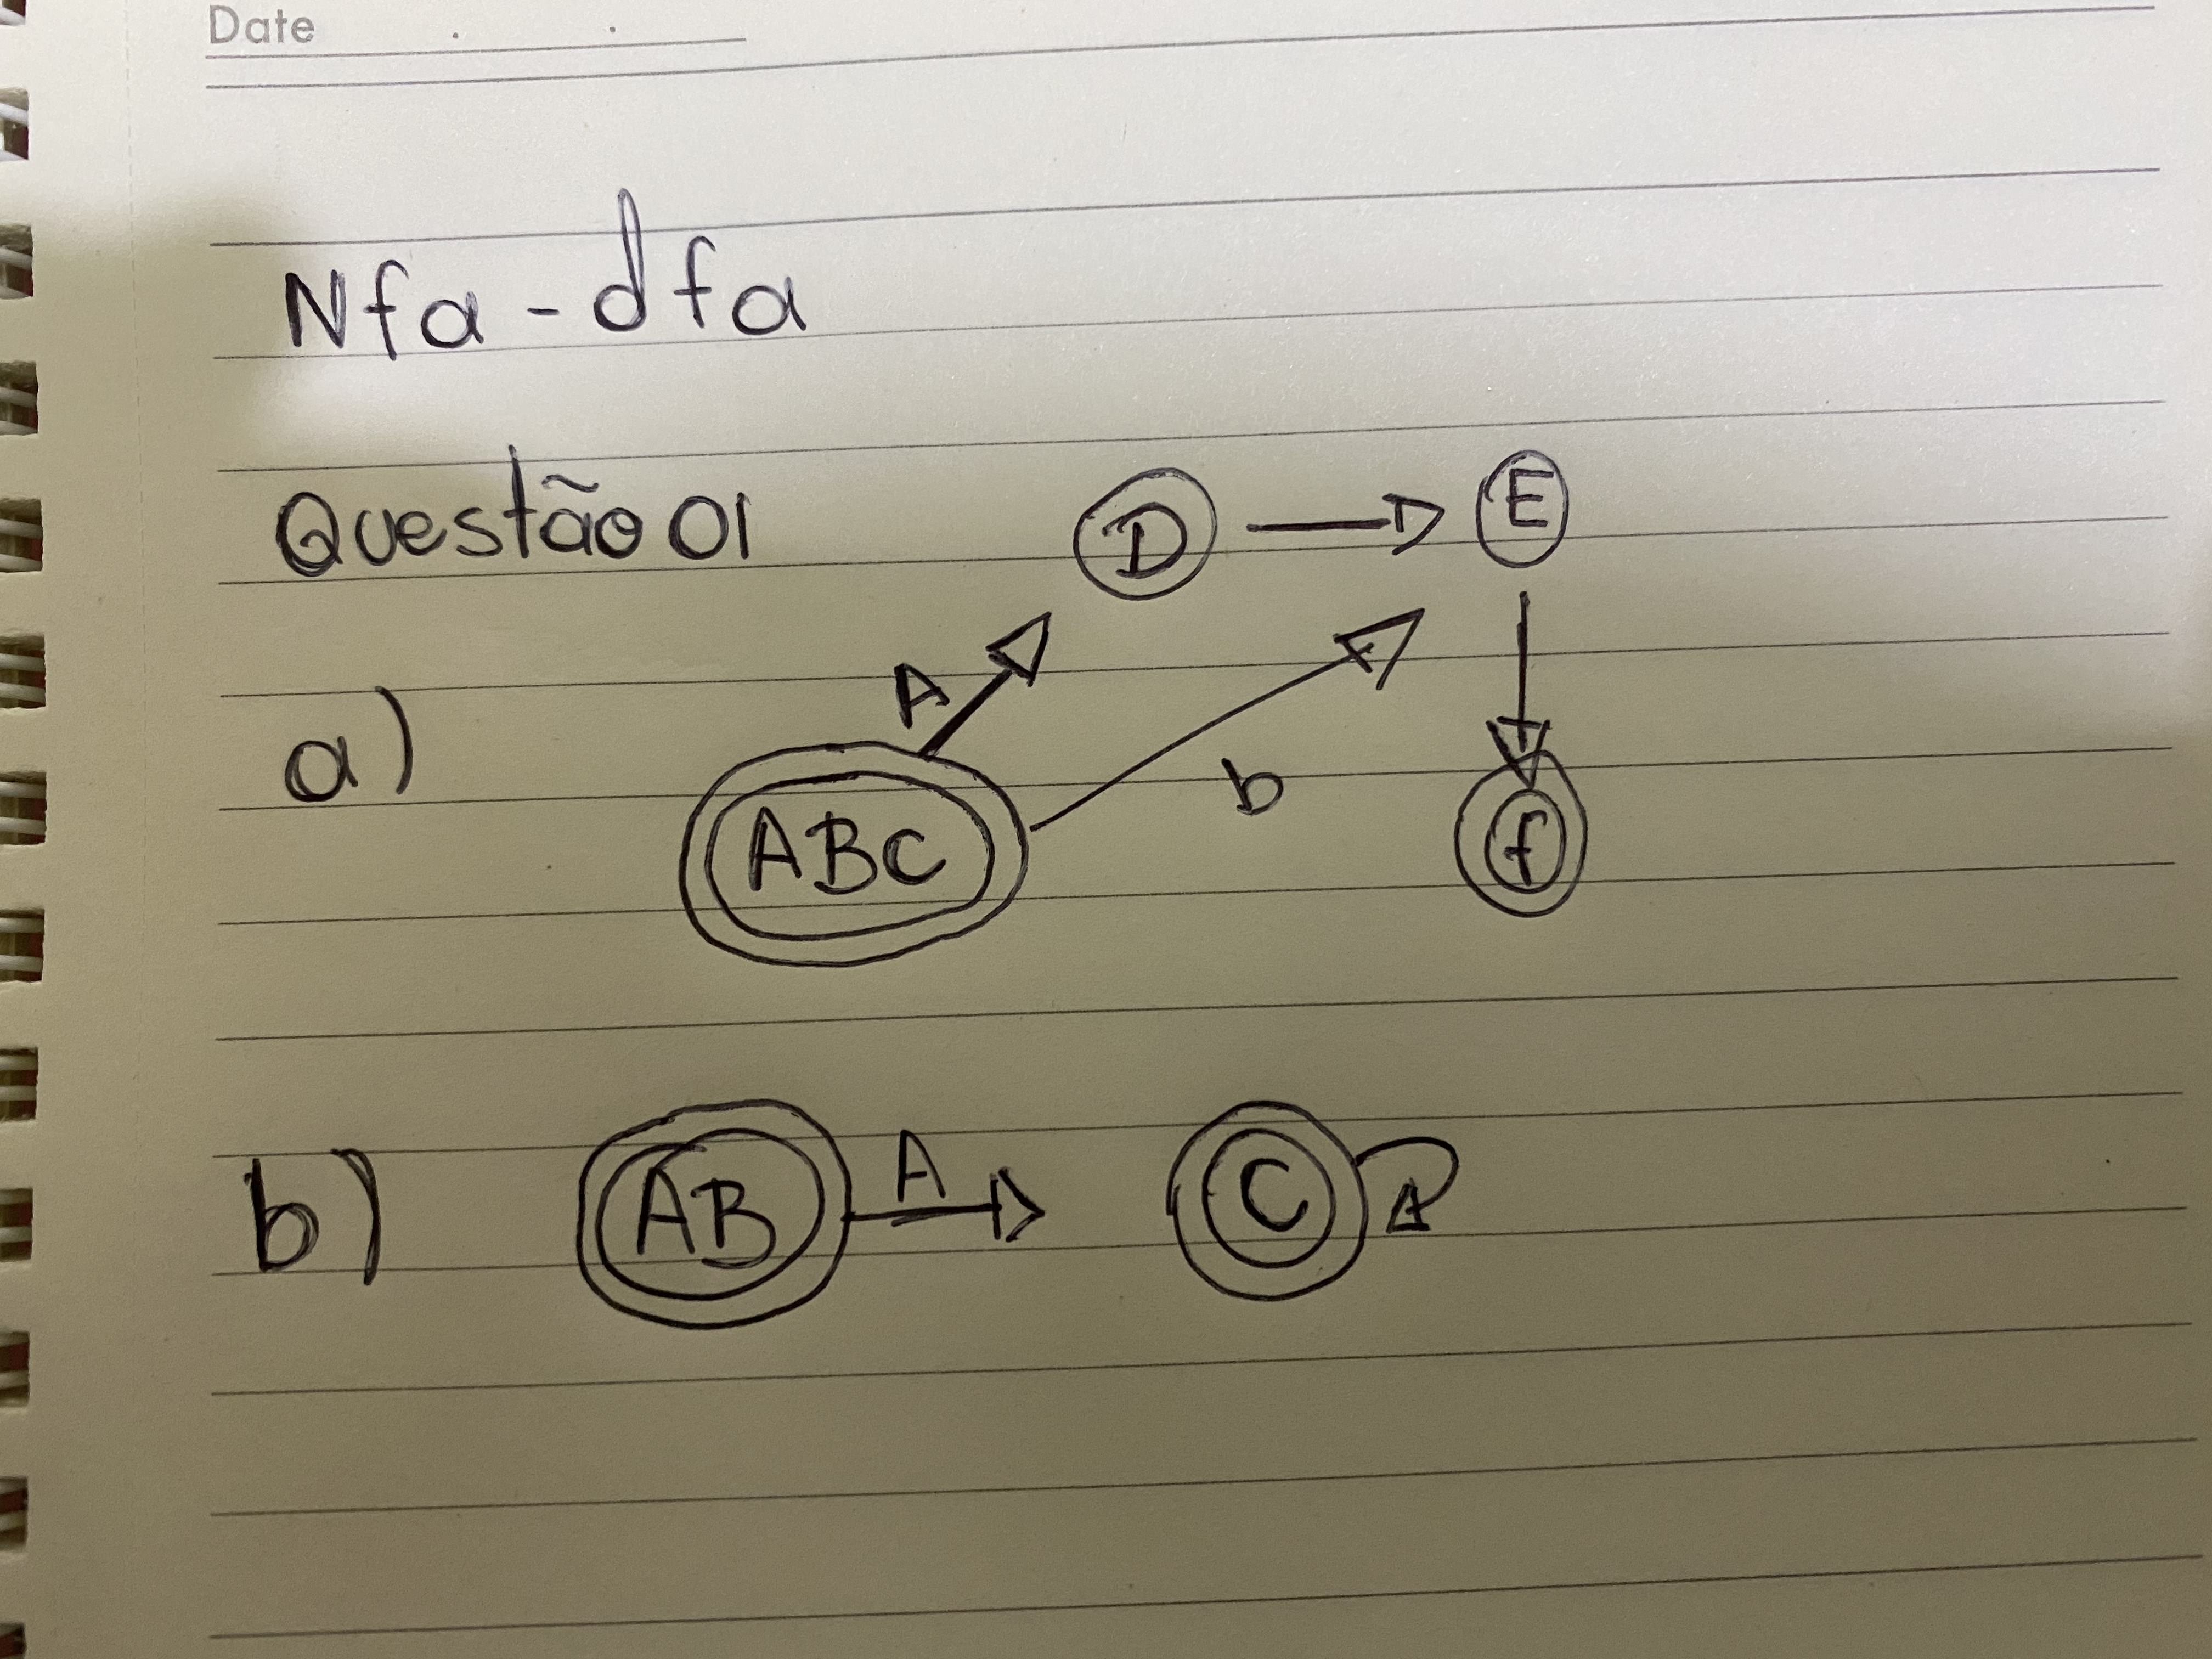 Date
Nfa - dfa
Questão 01
D E
A
a)
b
ABC f
b) AB A C